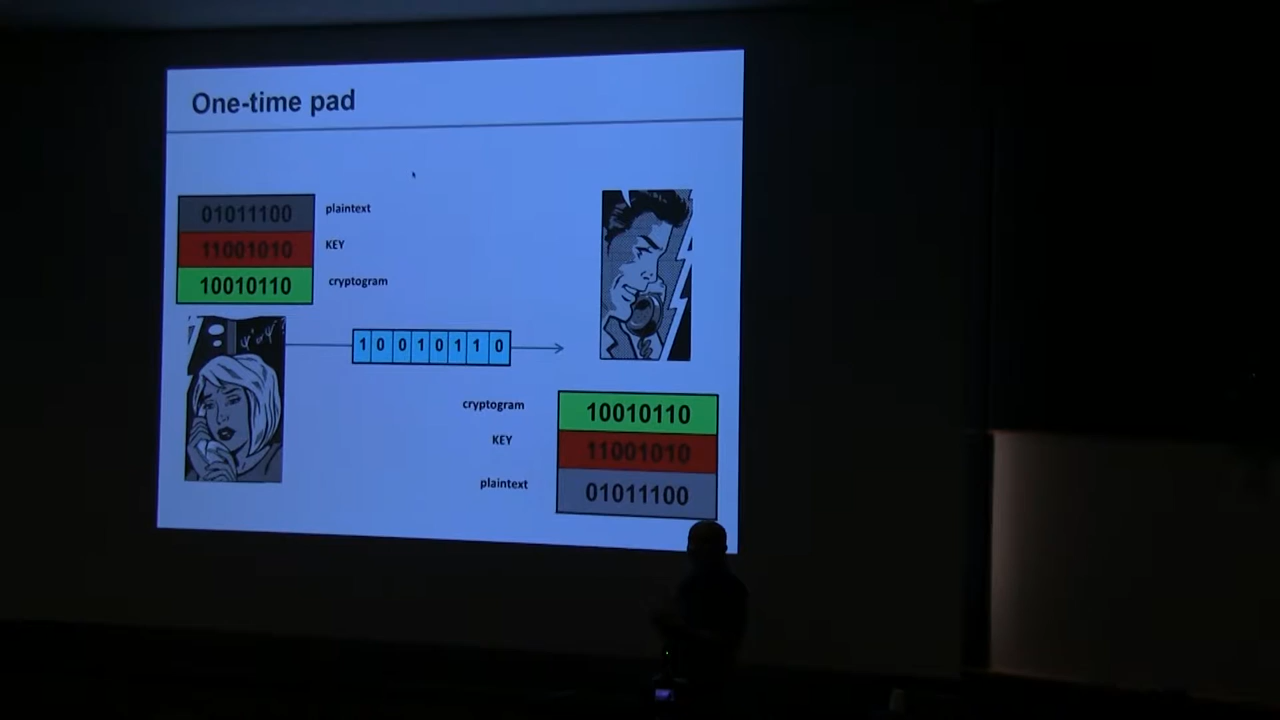 One-time pad
01011100 plaintext
11001010 KEY
10010110 cryptogram
1 0 0 1 0 1 1 0
cryptogram 10010110
KEY 11001010
plaintext 01011100